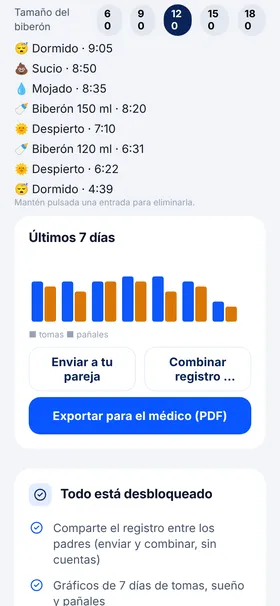 Tamaño del
biberón
60
90
120
150
180
😴 Dormido · 9:05
💩 Sucio · 8:50
💧 Mojado · 8:35
🍼 Biberón 150 ml · 8:20
🌞 Despierto · 7:10
🍼 Biberón 120 ml · 6:31
🌞 Despierto · 6:22
😴 Dormido · 4:39
Mantén pulsada una entrada para eliminarla.
Últimos 7 días
tomas pañales
Enviar a tu
pareja
Combinar
registro ...
Exportar para el médico (PDF)
Todo está desbloqueado
Comparte el registro entre los
padres (enviar y combinar, sin
cuentas)
Gráficos de 7 días de tomas, sueño
y pañales